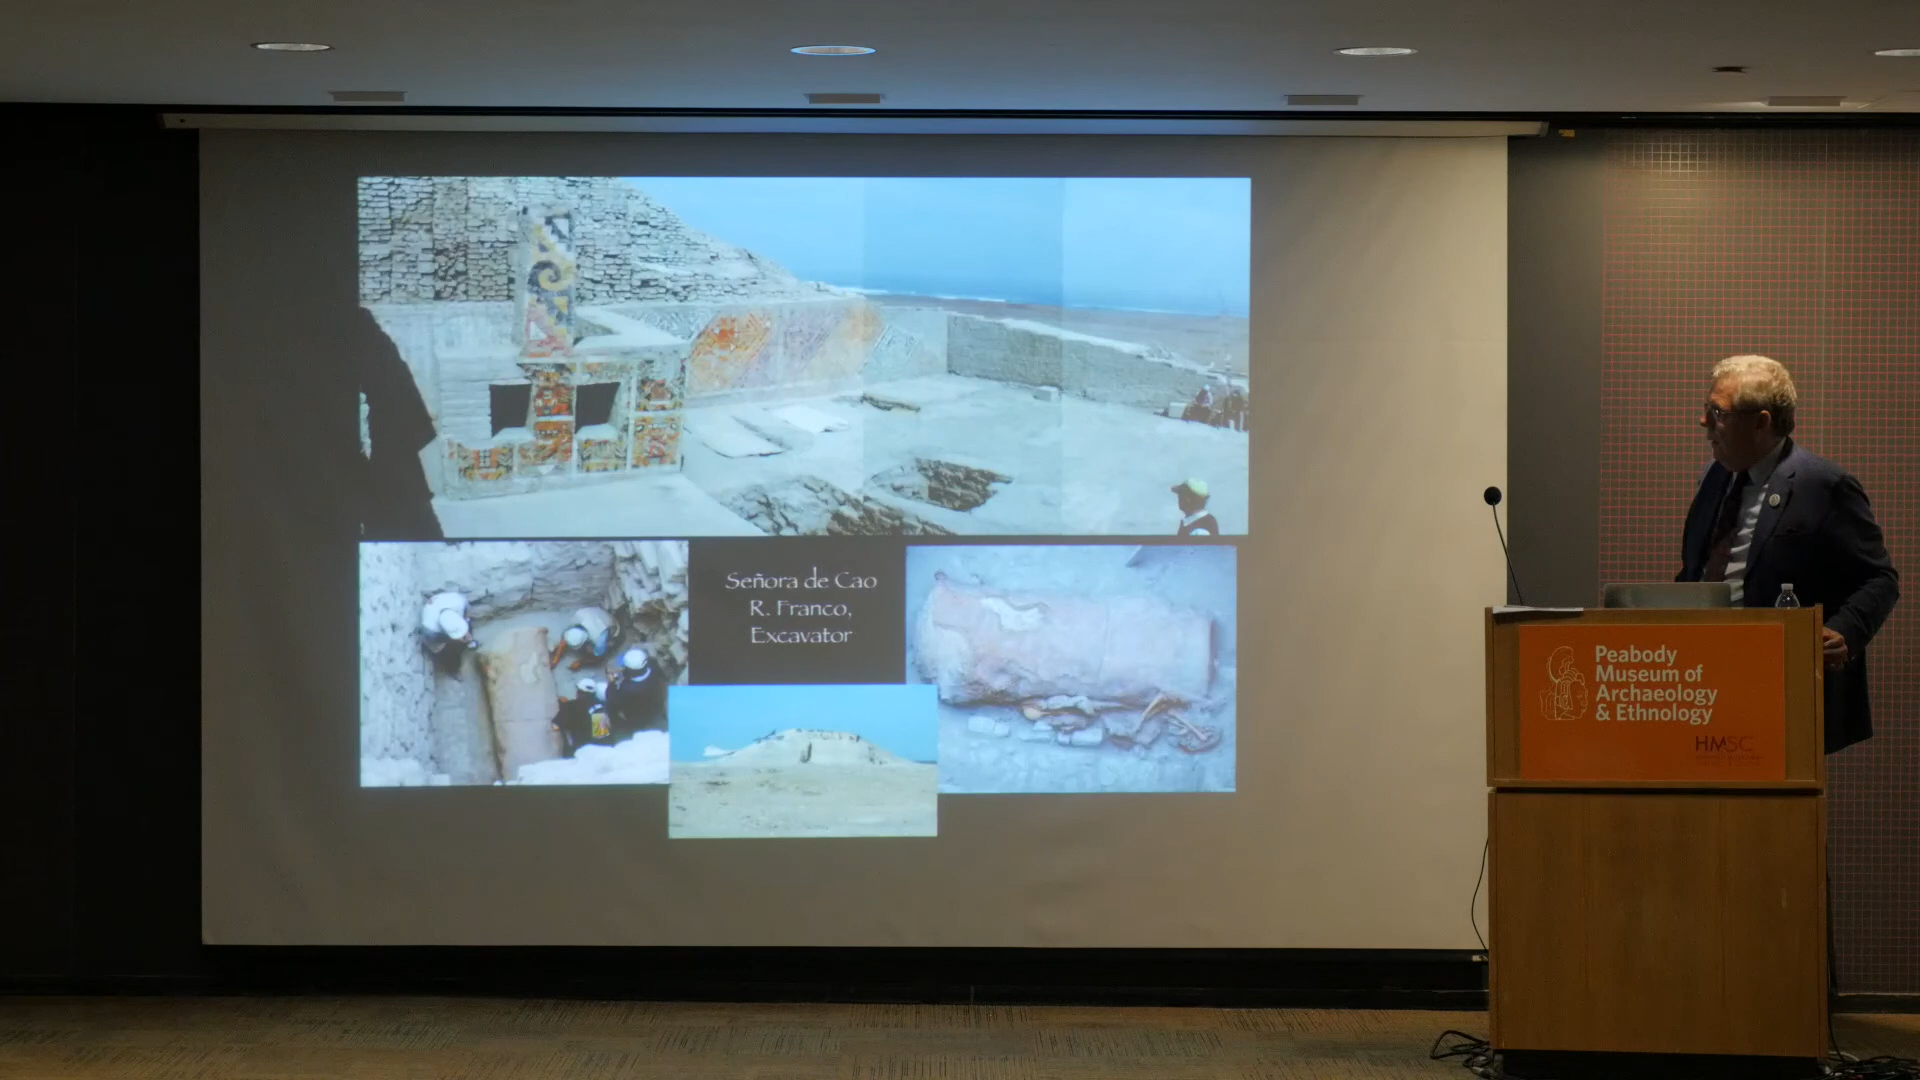 Señora de Cao
R. Franco,
Excavator
Peabody
Museum of
Archaeology
& Ethnology
HMSC